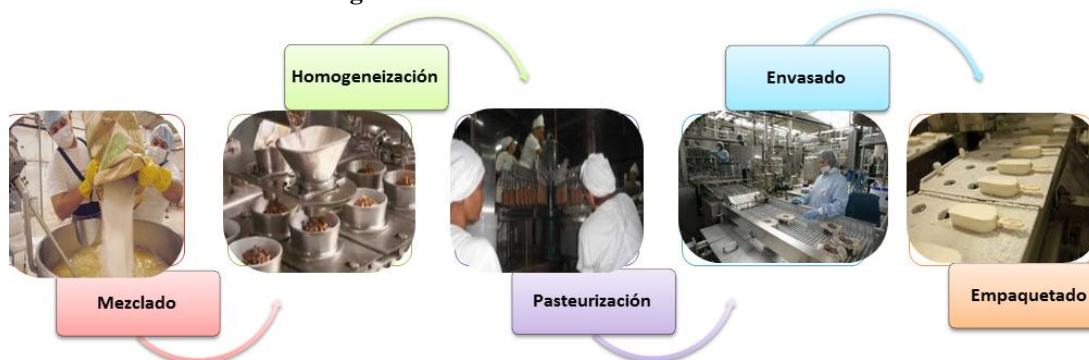 Mezclado
Homogeneización
Pasteurización
Envasado
Empaquetado